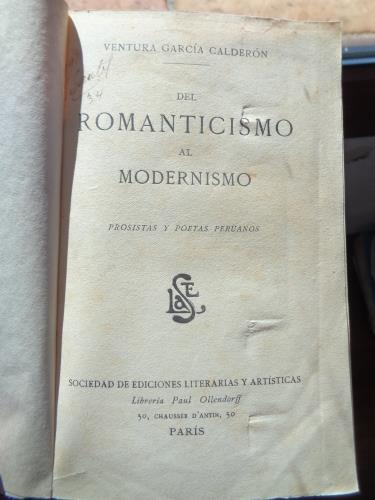 VENTURA GARCÍA CALDERÓN
DEL
ROMANTICISMO
AL
MODERNISMO
PROSISTAS Y POETAS PERUANOS
SOCIEDAD DE EDICIONES LITERARIAS Y ARTÍSTICAS
Librería Paul Ollendorff
50, CHAUSSÉE D'ANTIN, 50
PARÍS